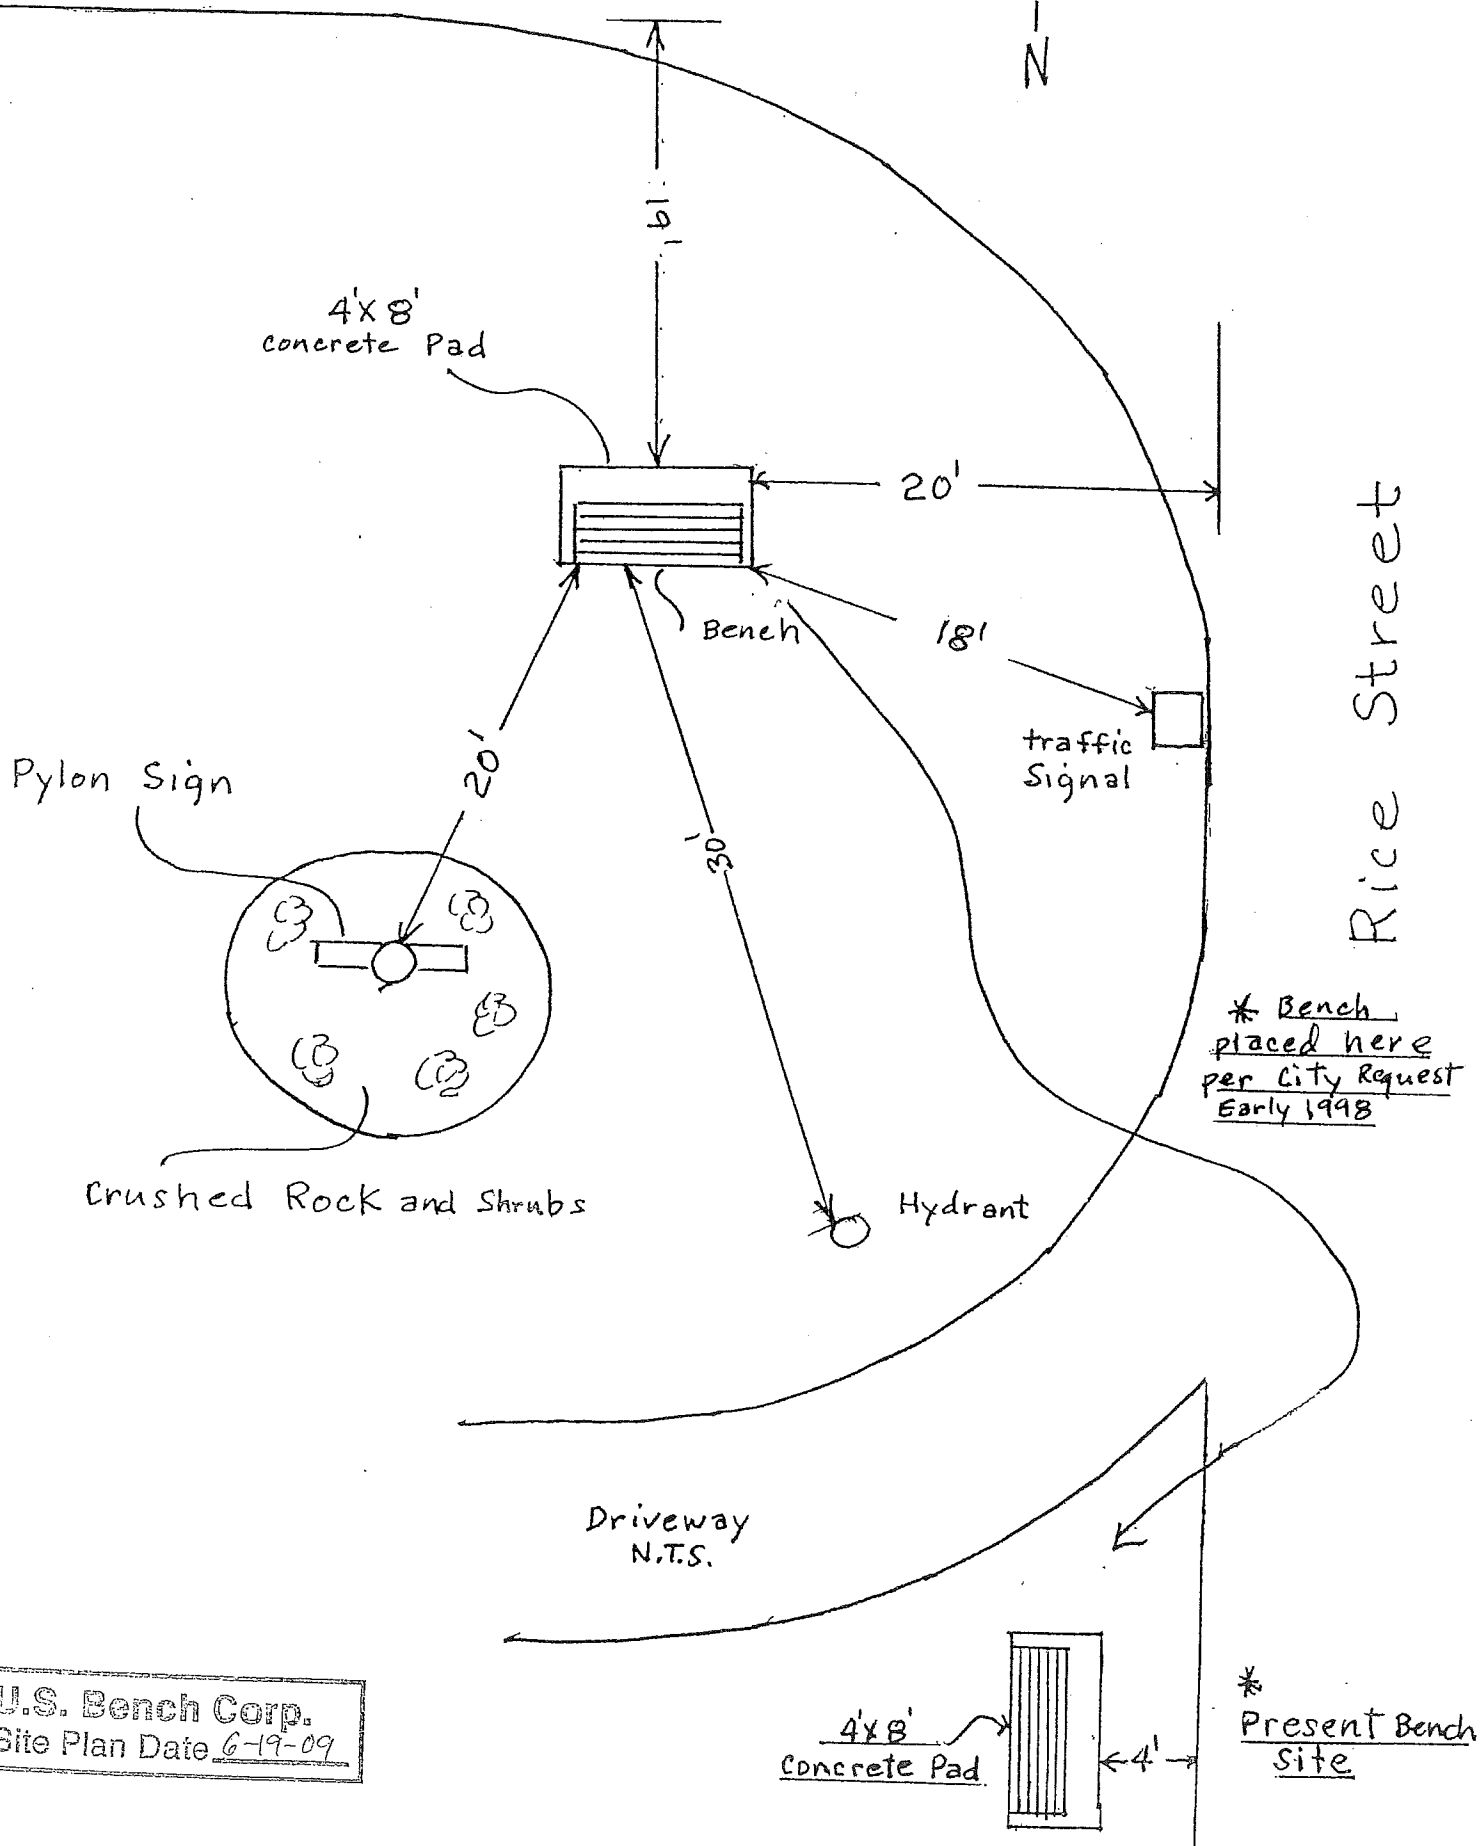 N
19'
4'X 8'
Concrete Pad
20'
Bench
18'
traffic
Signal
Rice Street
Pylon Sign
20'
30'
* Bench
placed here
per City Request
Early 1998
Crushed Rock and Shrubs
Hydrant
Driveway
N.T.S.
U.S. Bench Corp.
Site Plan Date 6-19-09
4'X8'
Concrete Pad
4'
*
Present Bench
Site